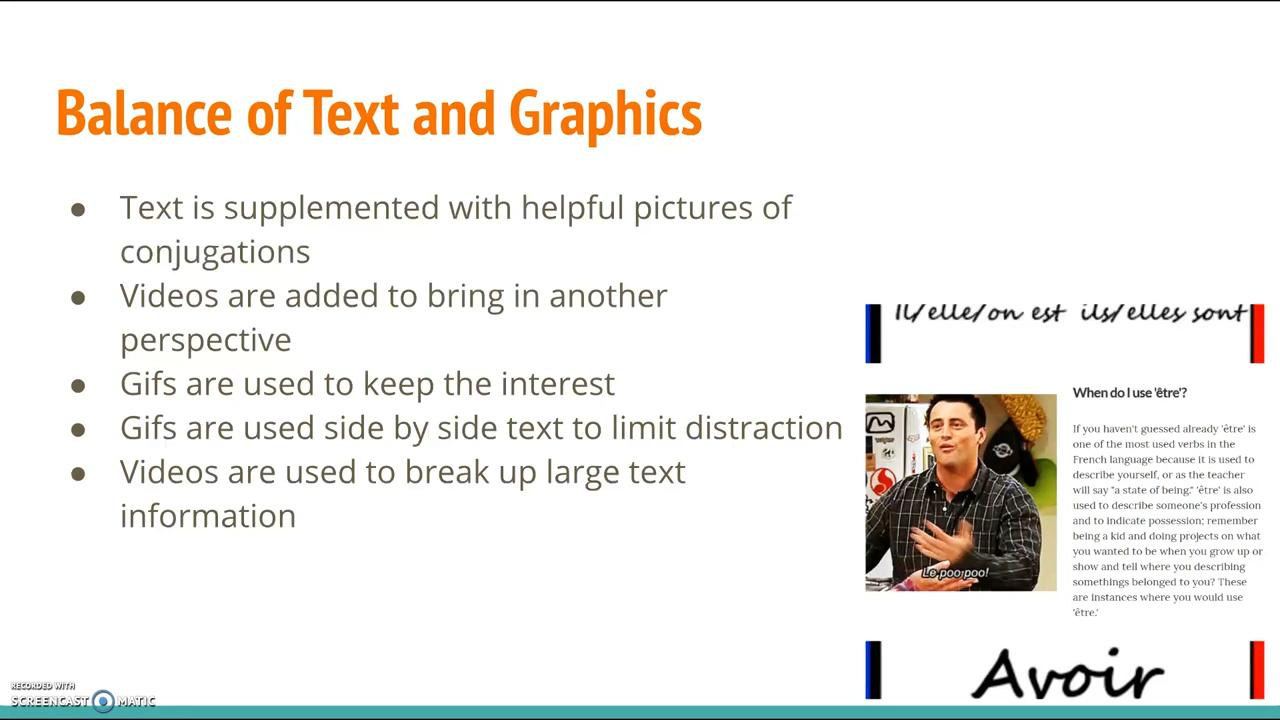 Balance of Text and Graphics
● Text is supplemented with helpful pictures of
conjugations
● Videos are added to bring in another
perspective
● Gifs are used to keep the interest
● Gifs are used side by side text to limit distraction
● Videos are used to break up large text
information
Il/elle/on est ils/elles sont
Le poo poo!
When do I use 'être'?
If you haven't guessed already 'être' is
one of the most used verbs in the
French language because it is used to
describe yourself, or as the teacher
will say "a state of being." 'être' is also
used to describe someone's profession
and to indicate possession; remember
being a kid and doing projects on what
you wanted to be when you grow up or
show and tell where you describing
somethings belonged to you? These
are instances where you would use
'être.'
Avoir
RECORDED WITH
SCREENCAST MATIC